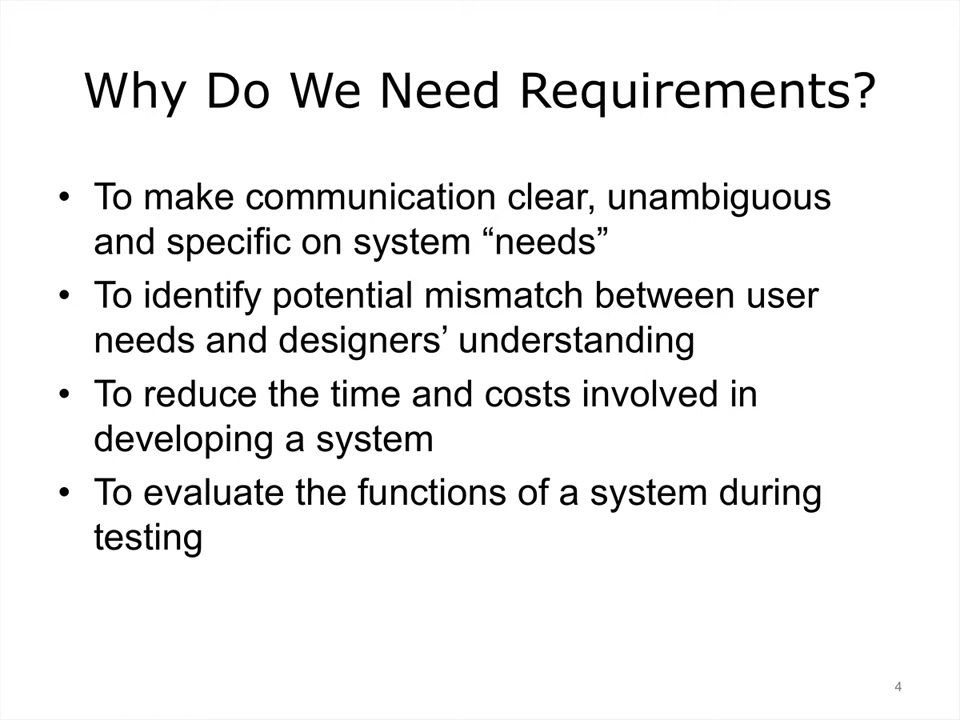 Why Do We Need Requirements?
• To make communication clear, unambiguous
and specific on system “needs”
• To identify potential mismatch between user
needs and designers’ understanding
• To reduce the time and costs involved in
developing a system
• To evaluate the functions of a system during
testing
4